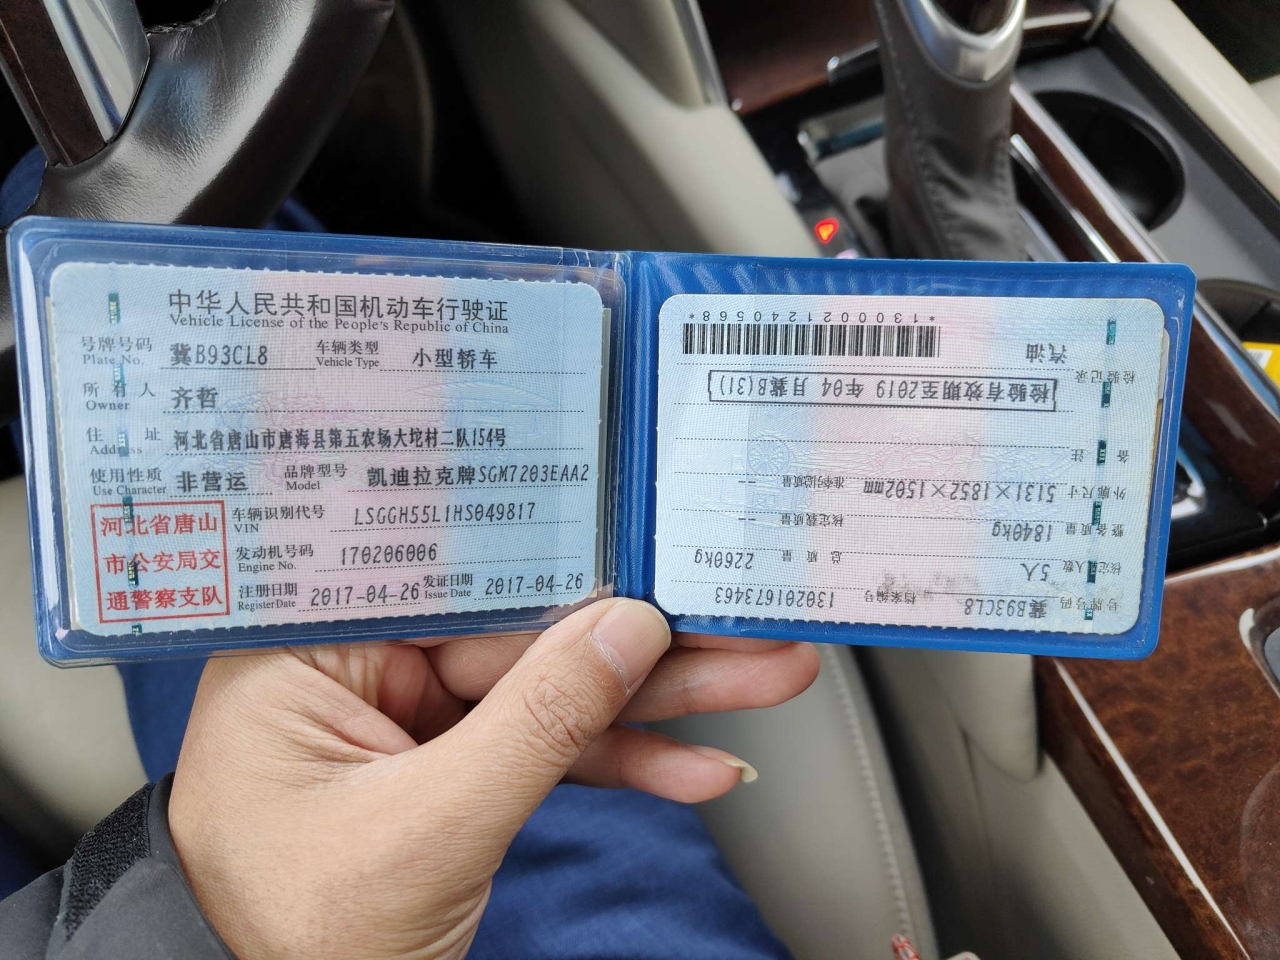 中华人民共和国机动车行驶证
Vehicle License of the People's Republic of China
号牌号码 冀B93CL8 车辆类型 小型轿车
Plate No. Vehicle Type
所有人 齐哲
Owner
住址 河北省唐山市唐海县第五农场大坨村二队154号
Address
使用性质 非营运 品牌型号 凯迪拉克牌SGM7203EAA2
Use Character Model
河北省唐山
市公安局交
通警察支队
车辆识别代号 LSGGH55L1HS049817
VIN
发动机号码 170206006
Engine No.
注册日期 2017-04-26 发证日期 2017-04-26
Register Date Issue Date
号牌号码 冀B93CL8 档案编号 130201673463
核定人数 5人 总质量 2260kg
整备质量 1840kg 核定载质量 --
外廓尺寸 5131×1852×1502mm 准牵引总质量 --
备注
检验记录 检验有效期至2019年04月冀B(31)
汽油
*1300021240568*